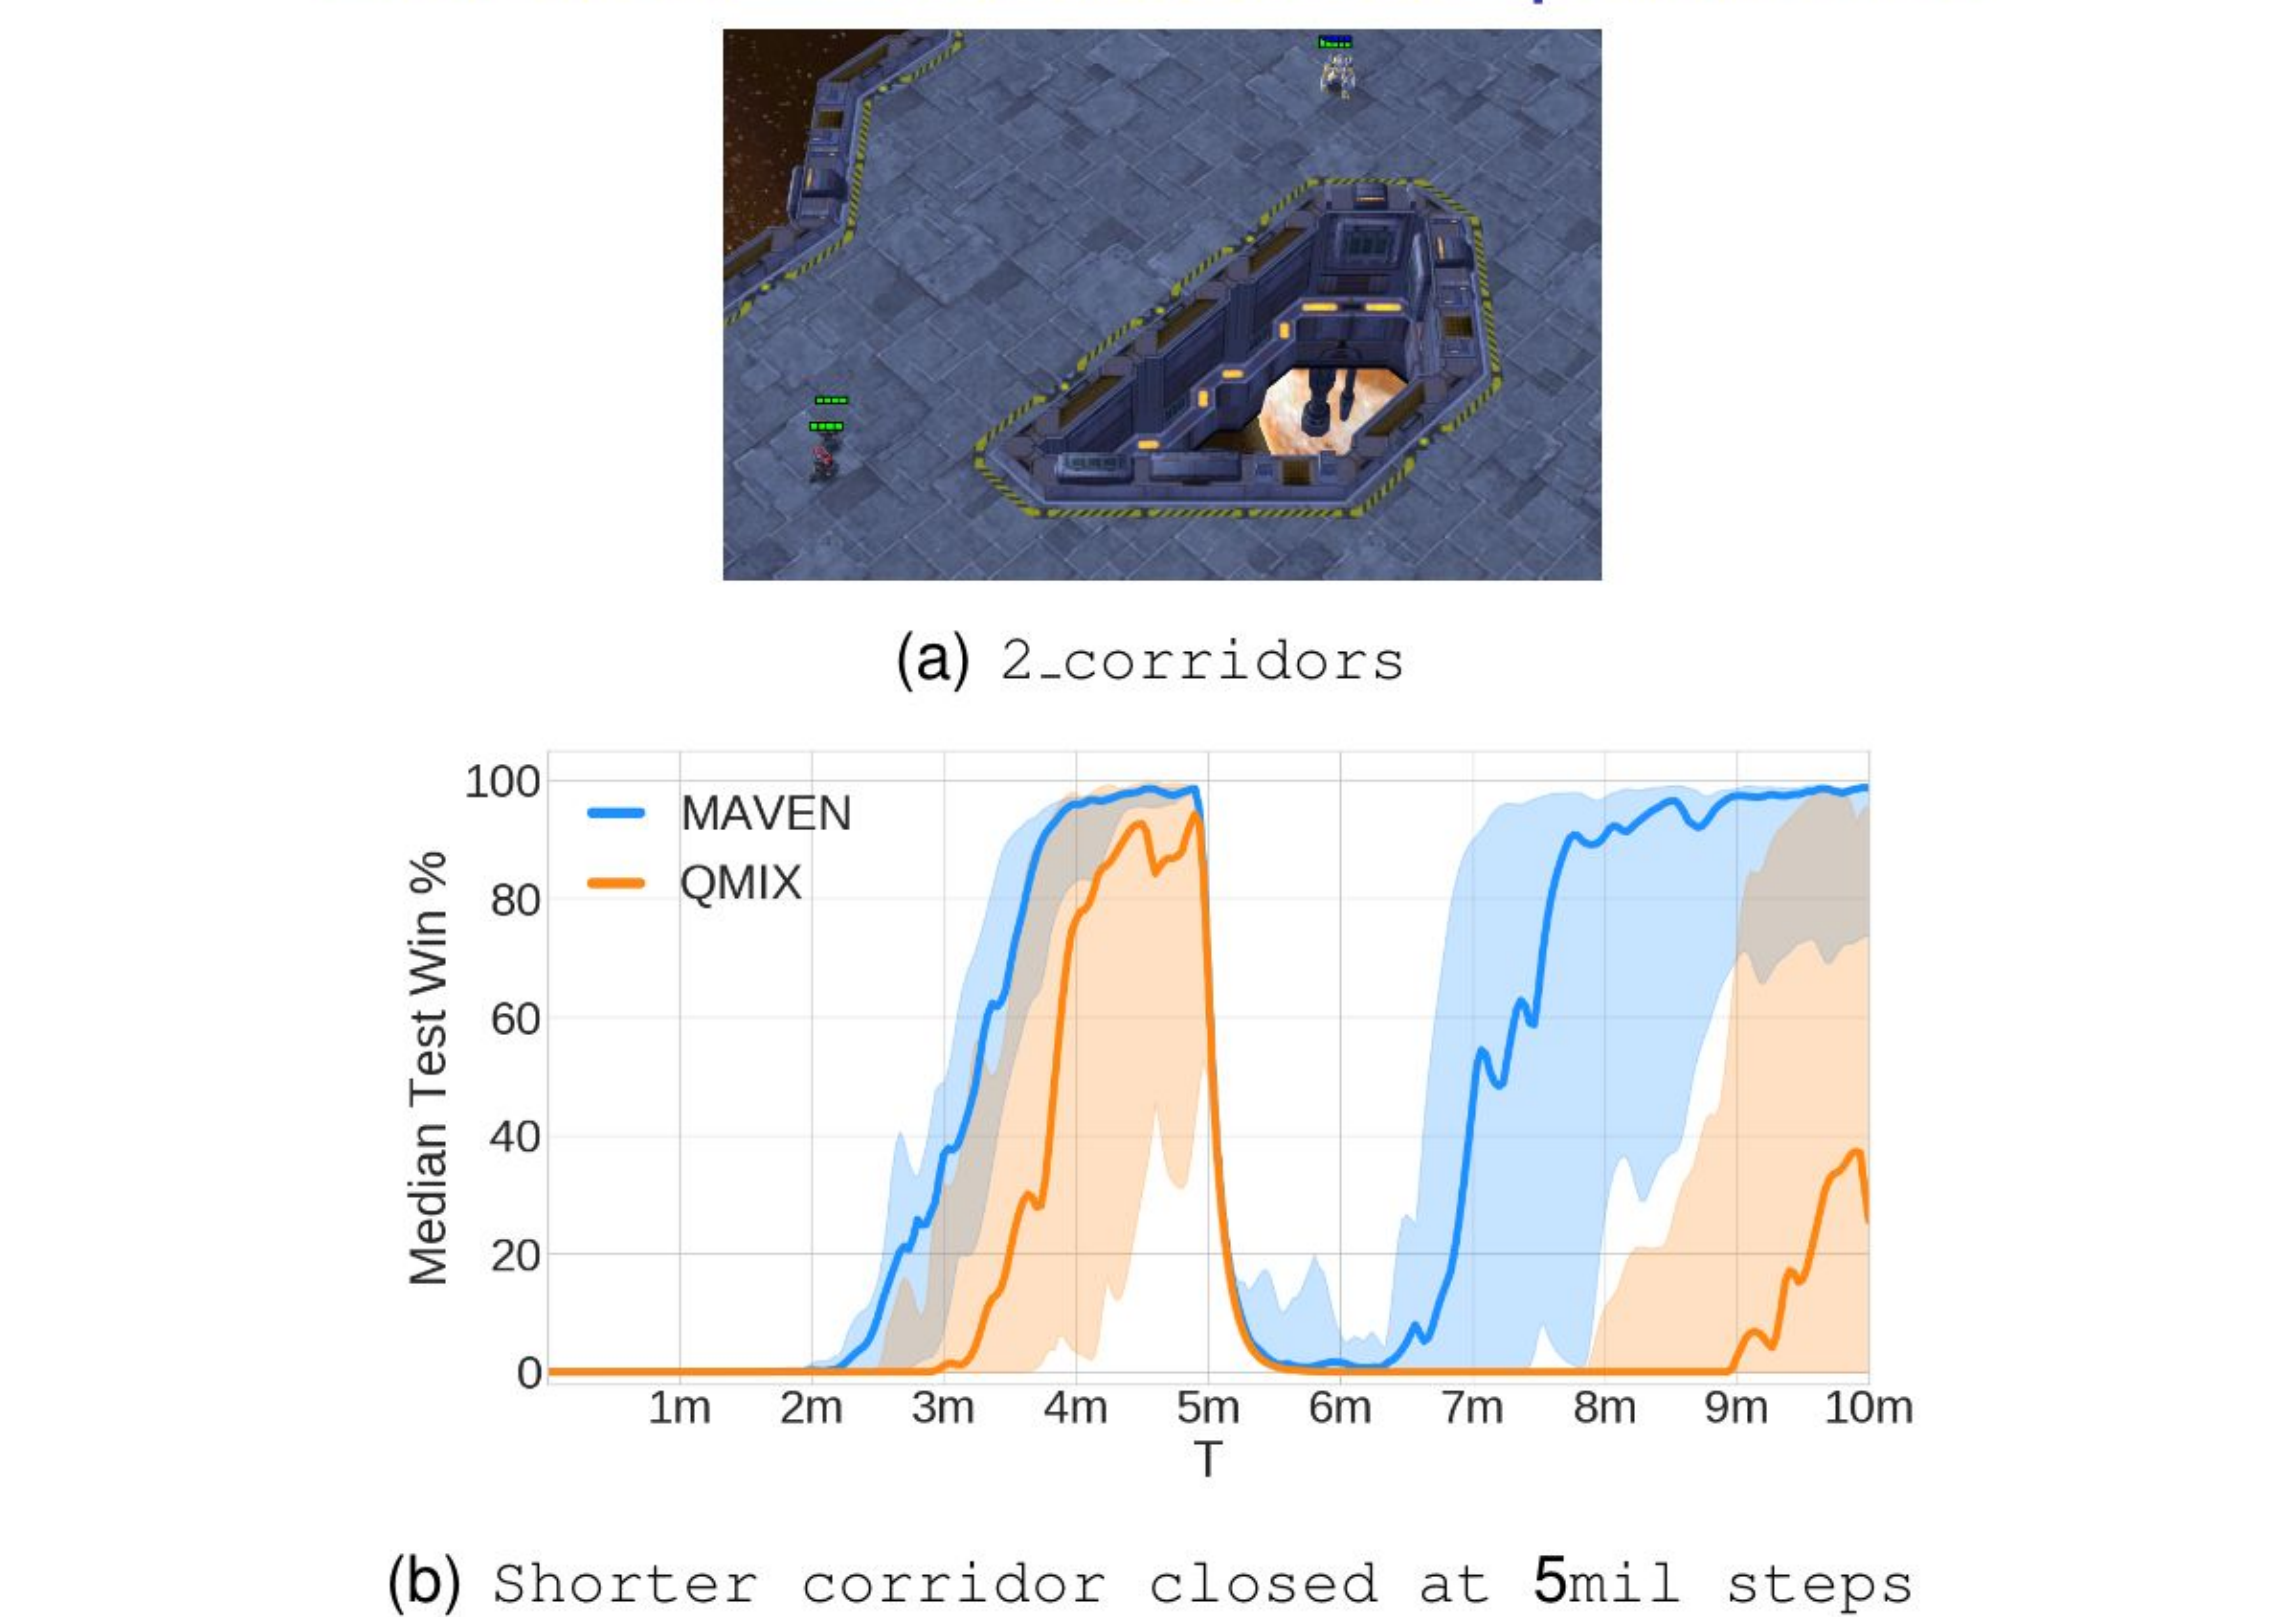 (a) 2_corridors
MAVEN
QMIX
Median Test Win %
100
80
60
40
20
0
1m 2m 3m 4m 5m 6m 7m 8m 9m 10m
T
(b) Shorter corridor closed at 5mil steps